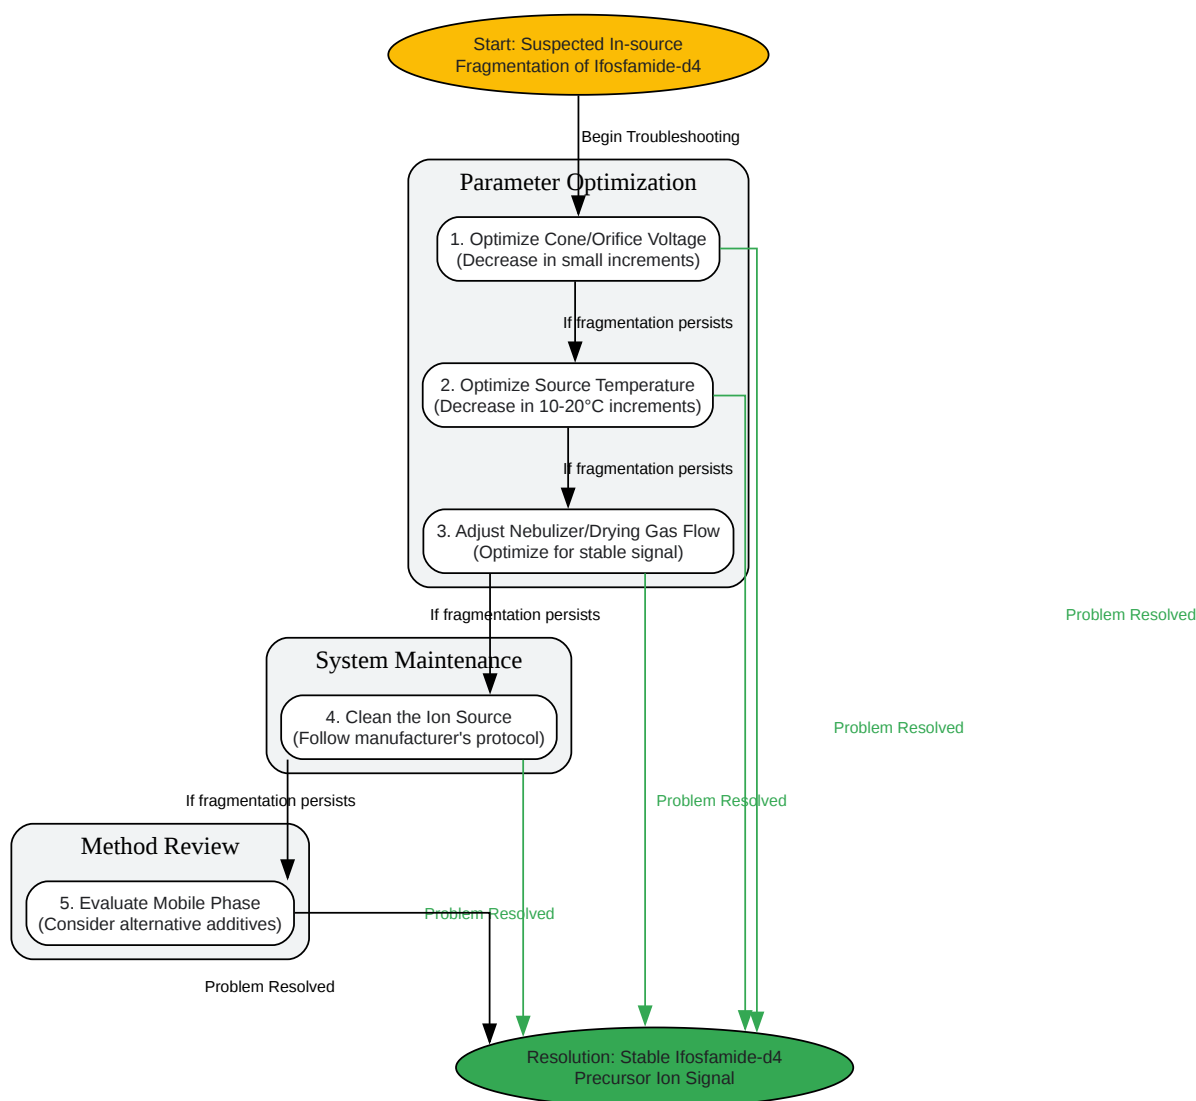 Start: Suspected In-source
Fragmentation of Ifosfamide-d4
Begin Troubleshooting
Parameter Optimization
1. Optimize Cone/Orifice Voltage
(Decrease in small increments)
If fragmentation persists
2. Optimize Source Temperature
(Decrease in 10-20°C increments)
If fragmentation persists
3. Adjust Nebulizer/Drying Gas Flow
(Optimize for stable signal)
If fragmentation persists
Problem Resolved
System Maintenance
4. Clean the Ion Source
(Follow manufacturer's protocol)
Problem Resolved
If fragmentation persists
Problem Resolved
Method Review
5. Evaluate Mobile Phase
(Consider alternative additives)
Problem Resolved
Problem Resolved
Resolution: Stable Ifosfamide-d4
Precursor Ion Signal